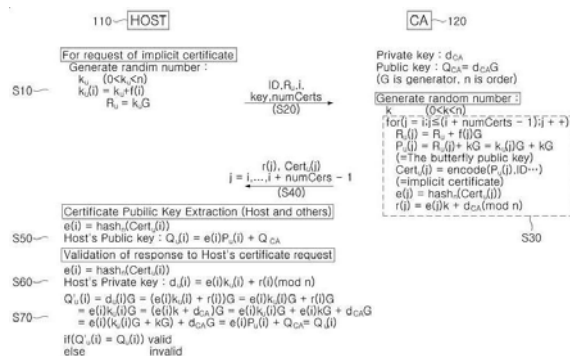 110 HOST
CA 120
For request of implicit certificate
Generate randim number :
kᵤ (0<kᵤ<n)
kᵤ(i) = kᵤ+f(i)
Rᵤ = kᵤG
S10
ID,Rᵤ,i,
key,numCerts
(S20)
Private key : d_CA
Public key : Q_CA= d_CAG
(G is generator, n is order)
Generate random number :
k (0<k<n)
for(j = i;j≤(i + numCerts - 1);j++)
Rᵤ(j) = Rᵤ + f(j)G
Pᵤ(j) = Rᵤ(j)+ kG = kᵤ(j)G + kG
(=The butterfly public key)
Certᵤ(j) = encode(Pᵤ(j),ID⋯)
(=implicit certificate)
e(j) = hashₙ(Certᵤ(j))
r(j) = e(j)k + d_CA(mod n)
S30
r(j), Certᵤ(j)
j = i,...,i + numCers - 1
(S40)
Certificate Pubilic Key Extraction (Host and others)
e(i) = hashₙ(Certᵤ(i))
S50 Host's Public key : Qᵤ(i) = e(i)Pᵤ(i) + Q_CA
Validation of response to Host's certificate request
e(i) = hashₙ(Certᵤ(i))
S60 Host's Private key : dᵤ(i) = e(i)kᵤ(i) + r(i)(mod n)
Q'ᵤ(i) = dᵤ(i)G = (e(i)kᵤ(i) + r(i))G = e(i)kᵤ(i)G + r(i)G
S70 = e(i)kᵤ(i)G + (e(i)k + d_CA)G = e(i)kᵤ(i)G + e(i)kG + d_CAG
= e(i)(kᵤ(i)G + kG) + d_CAG = e(i)Pᵤ(i) + Q_CA= Qᵤ(i)
if(Q'ᵤ(i) = Qᵤ(i)) valid
else invalid